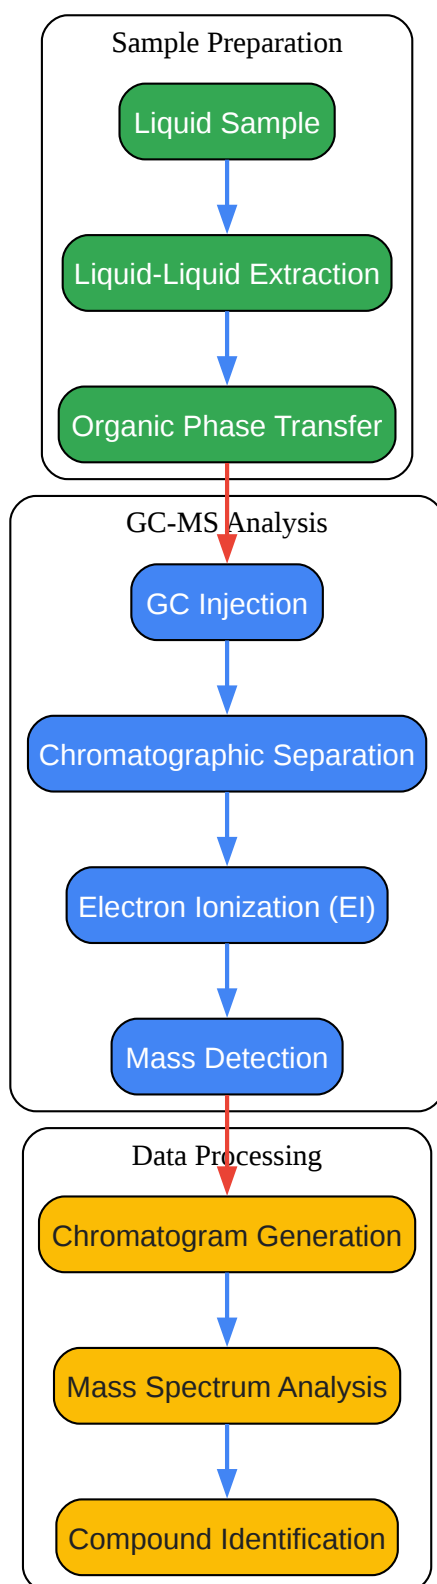 Sample Preparation
Liquid Sample
Liquid-Liquid Extraction
Organic Phase Transfer
GC-MS Analysis
GC Injection
Chromatographic Separation
Electron Ionization (EI)
Mass Detection
Data Processing
Chromatogram Generation
Mass Spectrum Analysis
Compound Identification